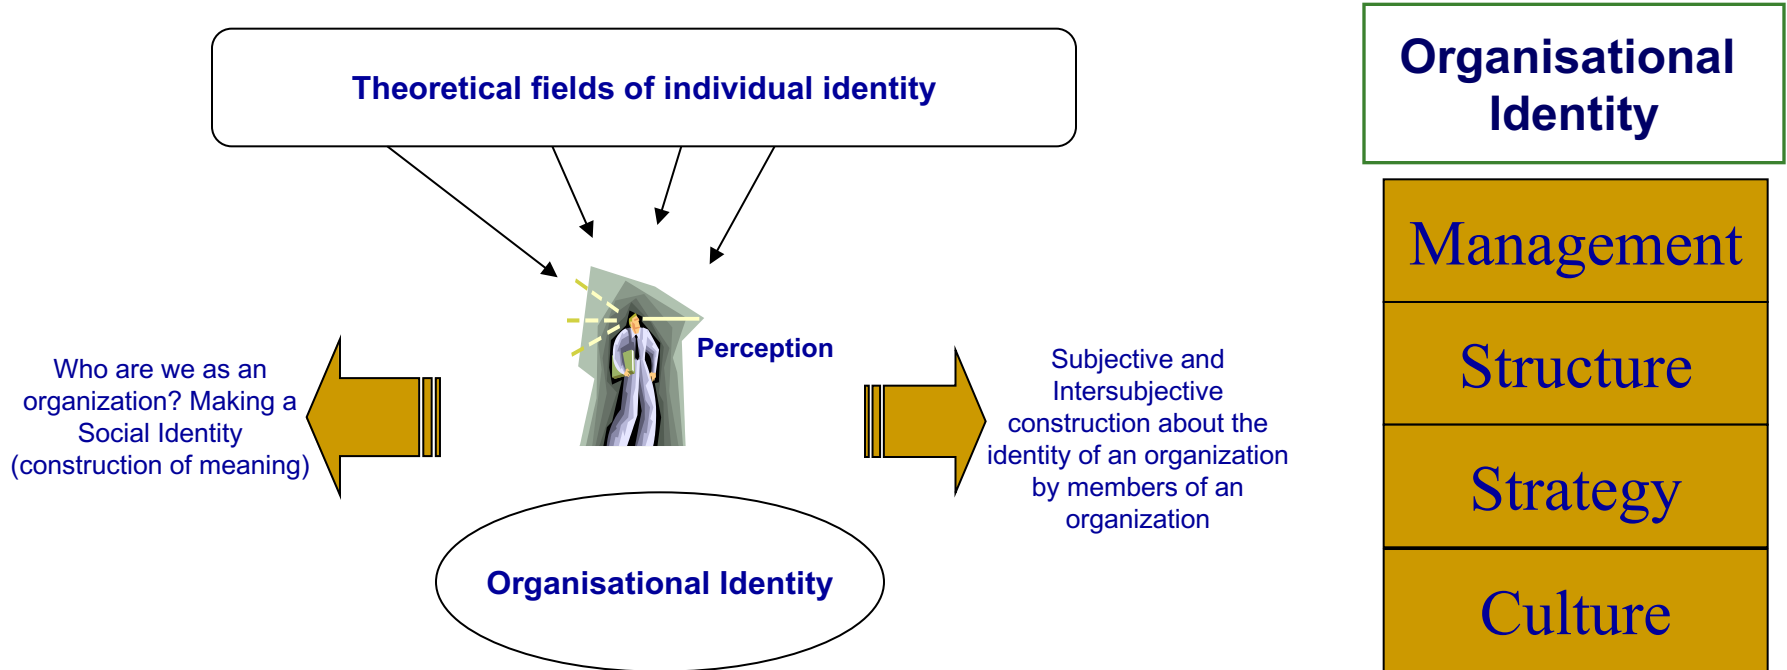 Theoretical fields of individual identity
Perception
Who are we as an
organization? Making a
Social Identity
(construction of meaning)
Subjective and
Intersubjective
construction about the
identity of an organization
by members of an
organization
Organisational Identity
Organisational
Identity
Management
Structure
Strategy
Culture